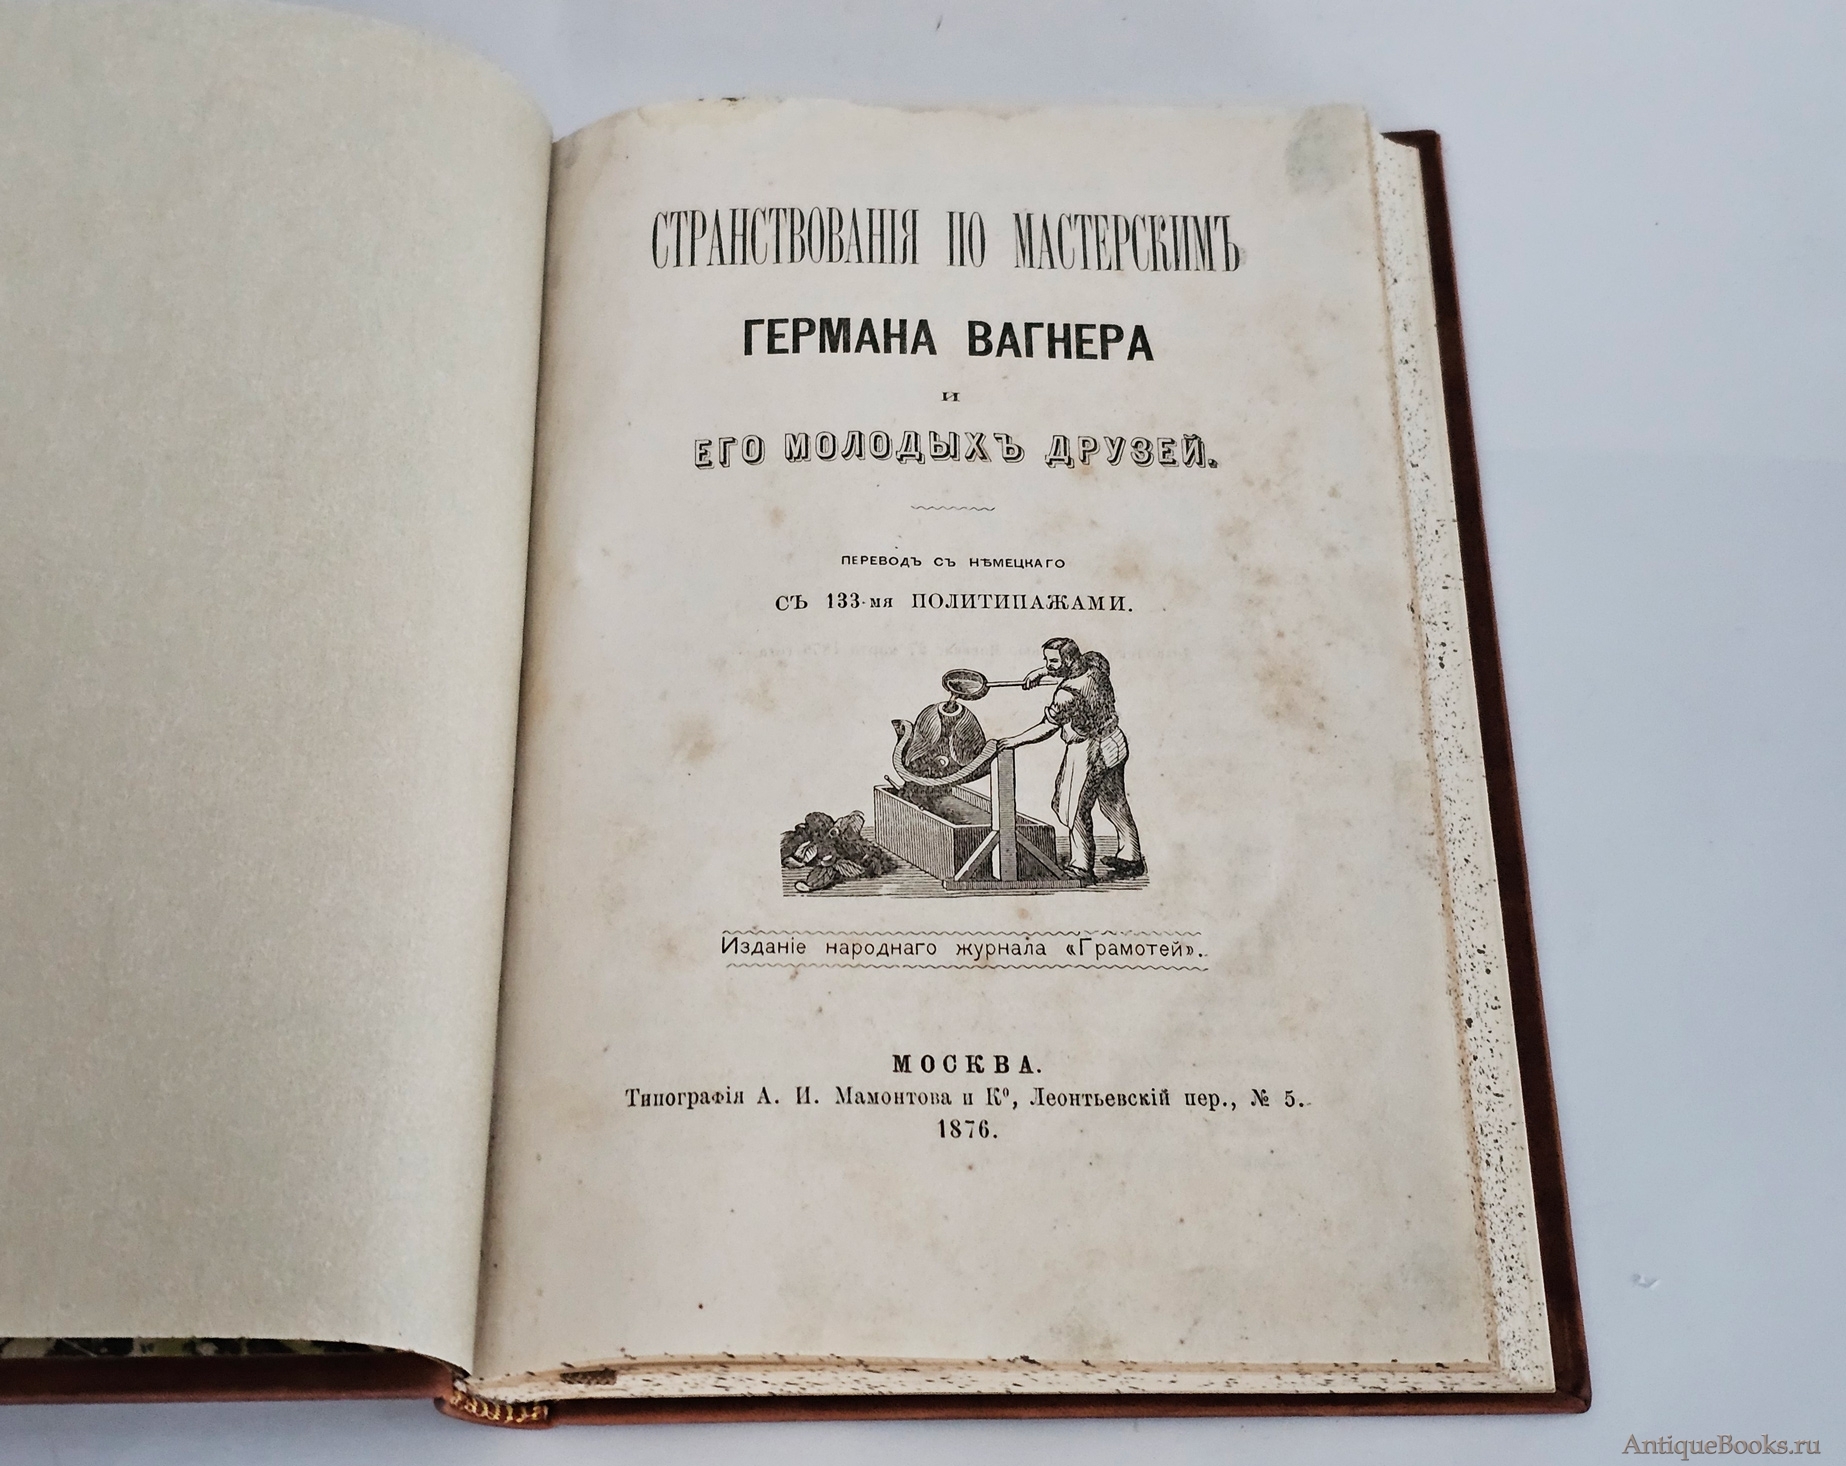 СТРАНСТВОВАНІЯ ПО МАСТЕРСКИМЪ
ГЕРМАНА ВАГНЕРА
И
ЕГО МОЛОДЫХЪ ДРУЗЕЙ.
ПЕРЕВОДЪ СЪ НѢМЕЦКАГО
СЪ 133-мя ПОЛИТИПАЖАМИ.
Изданіе народнаго журнала «Грамотей».
МОСКВА.
Типографія А. И. Мамонтова и Кº, Леонтьевскій пер., № 5.
1876.
AntiqueBooks.ru